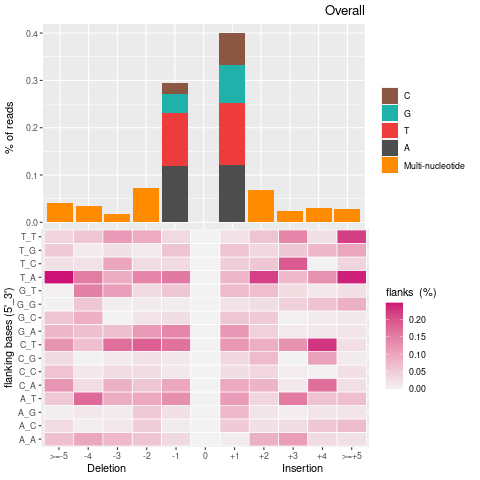 Overall
0.4
0.3
0.2
0.1
0.0
% of reads
C
G
T
A
Multi-nucleotide
T_T
T_G
T_C
T_A
G_T
G_G
G_C
G_A
C_T
C_G
C_C
C_A
A_T
A_G
A_C
A_A
flanking bases (5'_3')
flanks (%)
0.20
0.15
0.10
0.05
0.00
>=-5 -4 -3 -2 -1 0 +1 +2 +3 +4 >=+5
Deletion Insertion